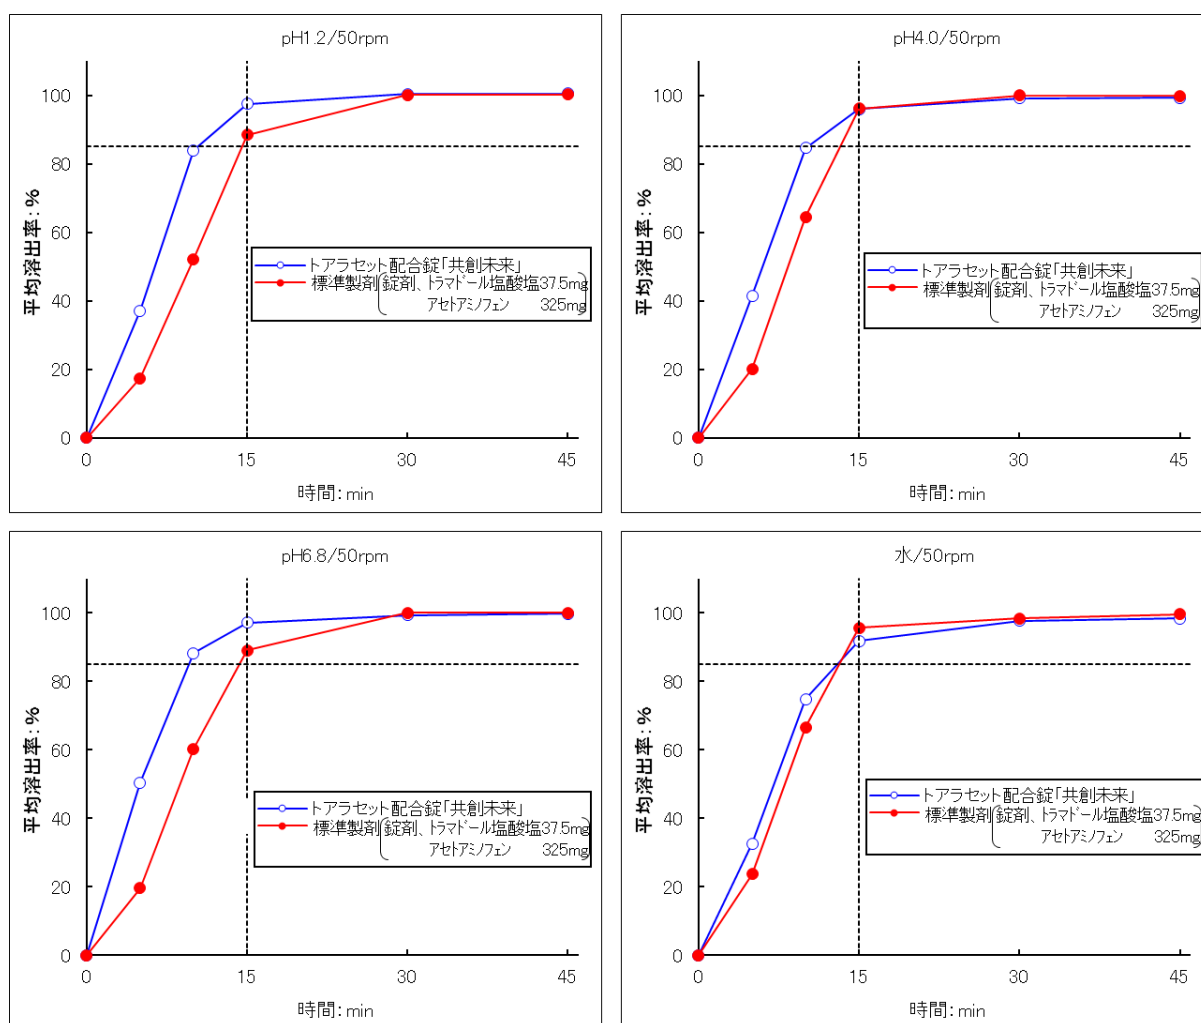 pH1.2/50rpm
平均溶出率:%
100
80
60
40
20
0
トアラセット配合錠「共創未来」
標準製剤(錠剤、トラマドール塩酸塩37.5mg
アセトアミノフェン 325mg)
0 15 30 45
時間:min
pH4.0/50rpm
平均溶出率:%
100
80
60
40
20
0
トアラセット配合錠「共創未来」
標準製剤(錠剤、トラマドール塩酸塩37.5mg
アセトアミノフェン 325mg)
0 15 30 45
時間:min
pH6.8/50rpm
平均溶出率:%
100
80
60
40
20
0
トアラセット配合錠「共創未来」
標準製剤(錠剤、トラマドール塩酸塩37.5mg
アセトアミノフェン 325mg)
0 15 30 45
時間:min
水/50rpm
平均溶出率:%
100
80
60
40
20
0
トアラセット配合錠「共創未来」
標準製剤(錠剤、トラマドール塩酸塩37.5mg
アセトアミノフェン 325mg)
0 15 30 45
時間:min